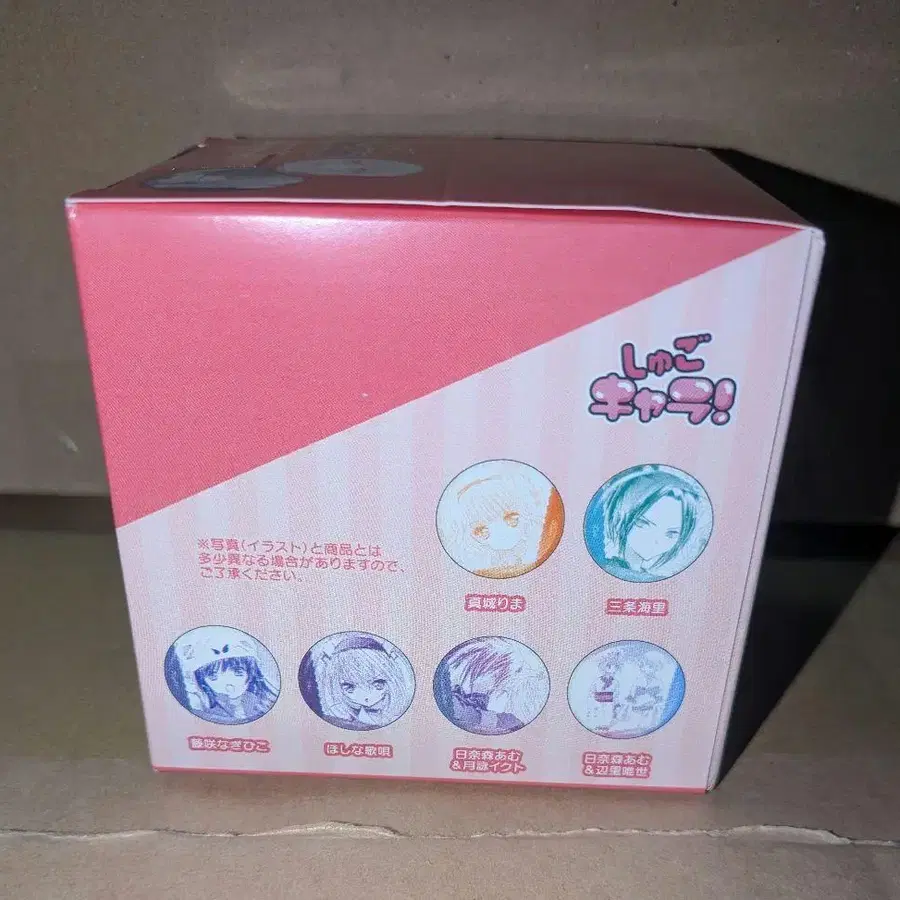 しゅご
キャラ!
※写真(イラスト)と商品とは
多少異なる場合がありますので、
ご了承ください。
真城りま
三条海里
藤咲なぎひこ
ほしな歌唄
日奈森あむ
&月詠イクト
日奈森あむ
&辺里唯世